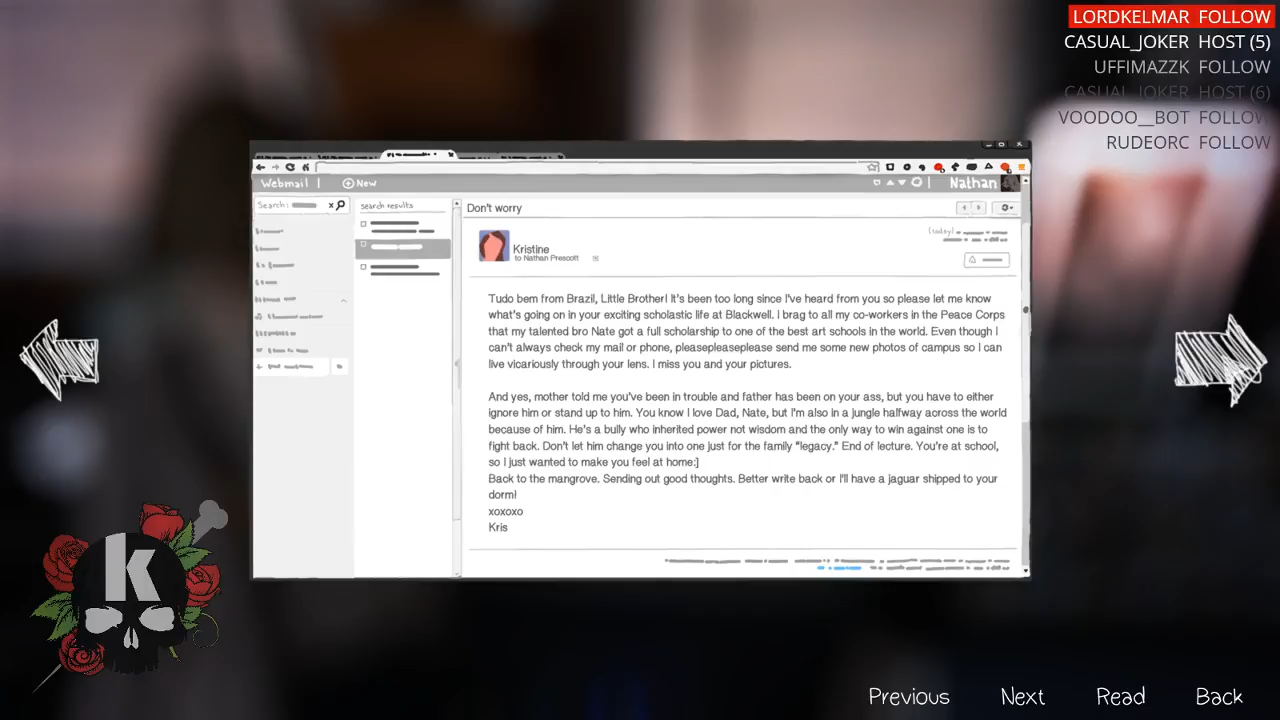 LORDKELMAR FOLLOW
CASUAL_JOKER HOST (5)
UFFIMAZZK FOLLOW
CASUAL_JOKER HOST (6)
VOODOO__BOT FOLLOW
RUDEORC FOLLOW
Webmail | New
Nathan
Search:
x
search results
Don't worry
Kristine
to Nathan Prescott
(today)
Tudo bem from Brazil, Little Brother! It's been too long since I've heard from you so please let me know
what's going on in your exciting scholastic life at Blackwell. I brag to all my co-workers in the Peace Corps
that my talented bro Nate got a full scholarship to one of the best art schools in the world. Even though I
can't always check my mail or phone, pleasepleaseplease send me some new photos of campus so I can
live vicariously through your lens. I miss you and your pictures.
And yes, mother told me you've been in trouble and father has been on your ass, but you have to either
ignore him or stand up to him. You know I love Dad, Nate, but I'm also in a jungle halfway across the world
because of him. He's a bully who inherited power not wisdom and the only way to win against one is to
fight back. Don't let him change you into one just for the family "legacy." End of lecture. You're at school,
so I just wanted to make you feel at home:]
Back to the mangrove. Sending out good thoughts. Better write back or I'll have a jaguar shipped to your
dorm!
xoxoxo
Kris
k
Previous Next Read Back